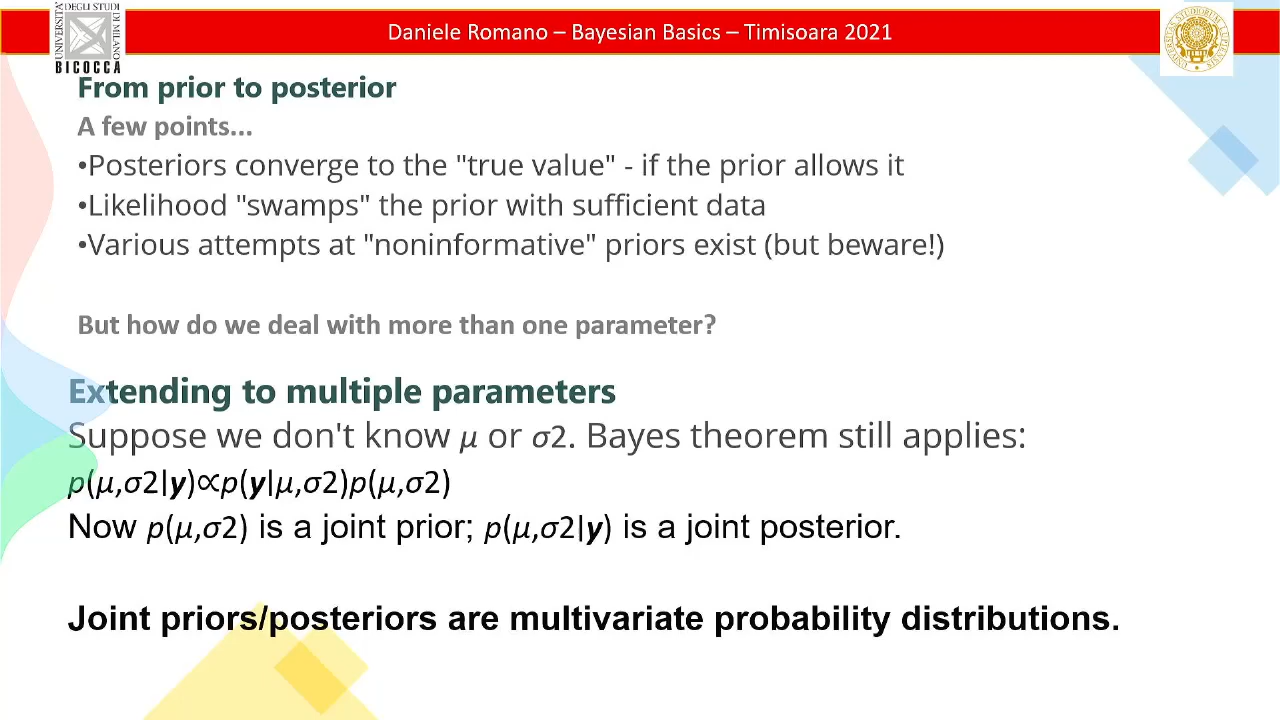 DEGLI STUDI
UNIVERSITÀ
DI MILANO
BICOCCA
Daniele Romano – Bayesian Basics – Timisoara 2021
From prior to posterior
A few points...
•Posteriors converge to the "true value" - if the prior allows it
•Likelihood "swamps" the prior with sufficient data
•Various attempts at "noninformative" priors exist (but beware!)
But how do we deal with more than one parameter?
Extending to multiple parameters
Suppose we don't know μ or σ2. Bayes theorem still applies:
p(μ,σ2|y)∝p(y|μ,σ2)p(μ,σ2)
Now p(μ,σ2) is a joint prior; p(μ,σ2|y) is a joint posterior.
Joint priors/posteriors are multivariate probability distributions.